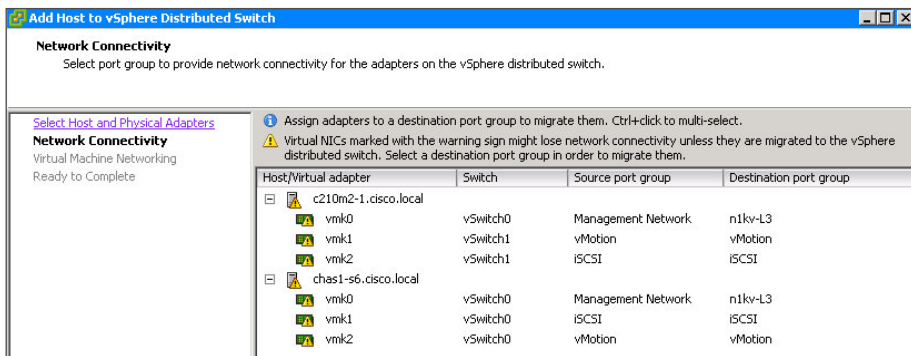 Add Host to vSphere Distributed Switch
Network Connectivity
Select port group to provide network connectivity for the adapters on the vSphere distributed switch.
Select Host and Physical Adapters
Network Connectivity
Virtual Machine Networking
Ready to Complete
Assign adapters to a destination port group to migrate them. Ctrl+click to multi-select.
Virtual NICs marked with the warning sign might lose network connectivity unless they are migrated to the vSphere
distributed switch. Select a destination port group in order to migrate them.
Host/Virtual adapter Switch Source port group Destination port group
c210m2-1.cisco.local
vmk0 vSwitch0 Management Network n1kv-L3
vmk1 vSwitch1 vMotion vMotion
vmk2 vSwitch1 iSCSI iSCSI
chas1-s6.cisco.local
vmk0 vSwitch0 Management Network n1kv-L3
vmk1 vSwitch0 iSCSI iSCSI
vmk2 vSwitch0 vMotion vMotion